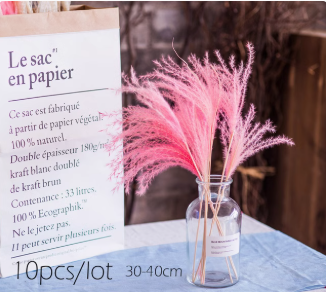 Le sac*1
en papier
Ce sac est fabriqué
à partir de papier végétal
100 % naturel.
Double épaisseur 180g/m
kraft blanc doublé
de kraft brun
Contenance : 33 litres.
100 % Ecographik.™
Ne le jetez pas.
Il peut servir plusieurs fois.
10pcs/lot 30-40cm